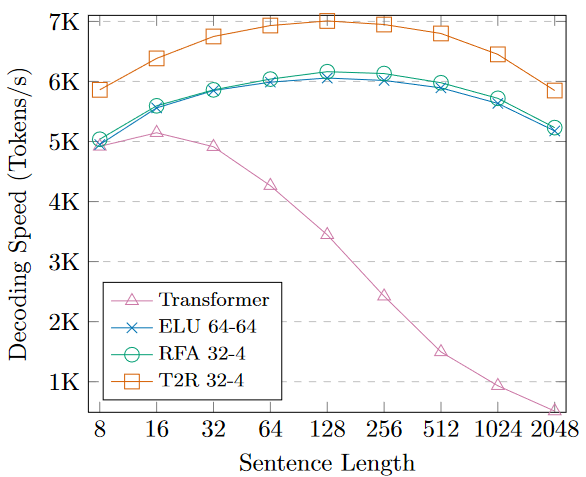 7K
6K
5K
4K
3K
2K
1K
Decoding Speed (Tokens/s)
Transformer
ELU 64-64
RFA 32-4
T2R 32-4
8 16 32 64 128 256 512 1024 2048
Sentence Length